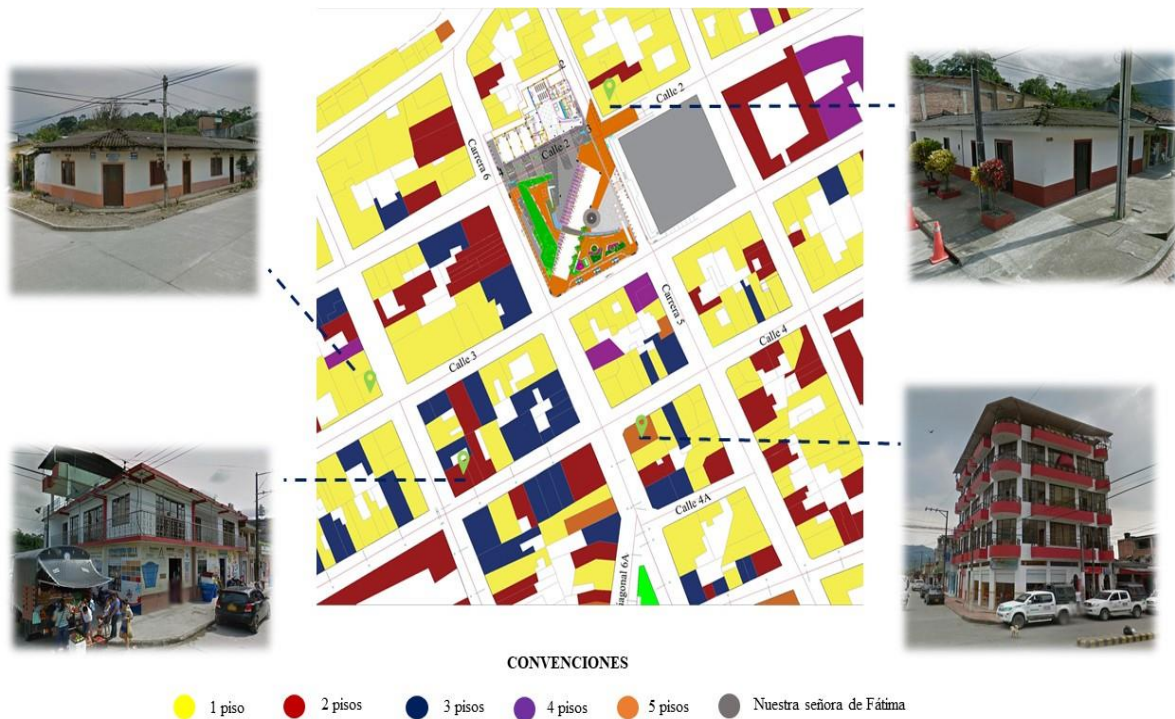 Calle 2
Carrera 6
Calle 2
Carrera 5
Calle 3
Calle 4
Calle 4A
Diagonal 6A
CONVENCIONES
1 piso
2 pisos
3 pisos
4 pisos
5 pisos
Nuestra señora de Fátima